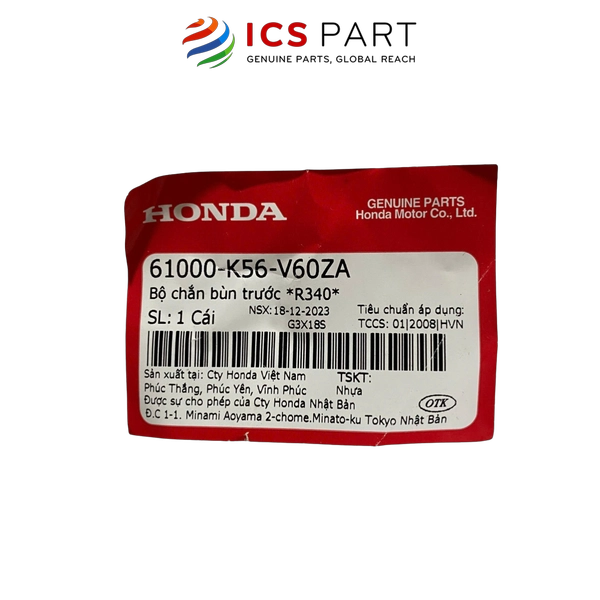 ICS PART
GENUINE PARTS, GLOBAL REACH
HONDA
GENUINE PARTS
Honda Motor Co., Ltd.
61000-K56-V60ZA
Bộ chắn bùn trước *R340*
SL: 1 Cái
NSX:18-12-2023
G3X18S
Tiêu chuẩn áp dụng:
TCCS: 01|2008|HVN
Sản xuất tại: Cty Honda Việt Nam
Phúc Thắng, Phúc Yên, Vĩnh Phúc
TSKT:
Nhựa
Được sự cho phép của Cty Honda Nhật Bản
Đ.C 1-1. Minami Aoyama 2-chome.Minato-ku Tokyo Nhật Bản
OTK